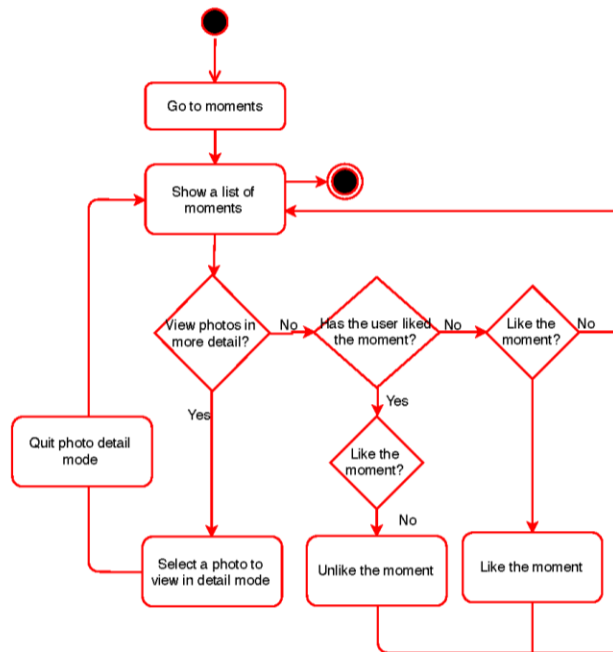 Go to moments
Show a list of
moments
View photos in
more detail?
No
Has the user liked
the moment?
No
Like the
moment?
No
Yes
Yes
Quit photo detail
mode
Like the
moment?
No
Select a photo to
view in detail mode
Unlike the moment
Like the moment